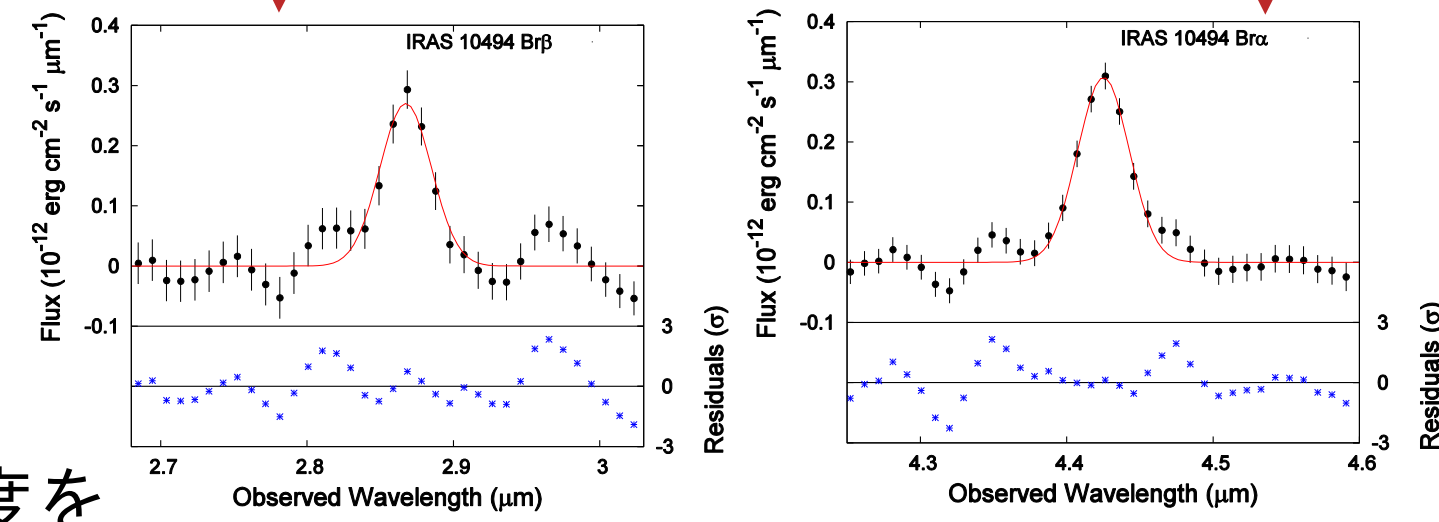 IRAS 10494 Brβ
Flux (10⁻¹² erg cm⁻² s⁻¹ μm⁻¹)
0.4
0.3
0.2
0.1
0
-0.1
3
0
-3
Residuals (σ)
2.7 2.8 2.9 3
Observed Wavelength (μm)
IRAS 10494 Brα
Flux (10⁻¹² erg cm⁻² s⁻¹ μm⁻¹)
0.4
0.3
0.2
0.1
0
-0.1
3
0
-3
Residuals (σ)
4.3 4.4 4.5 4.6
Observed Wavelength (μm)
度を